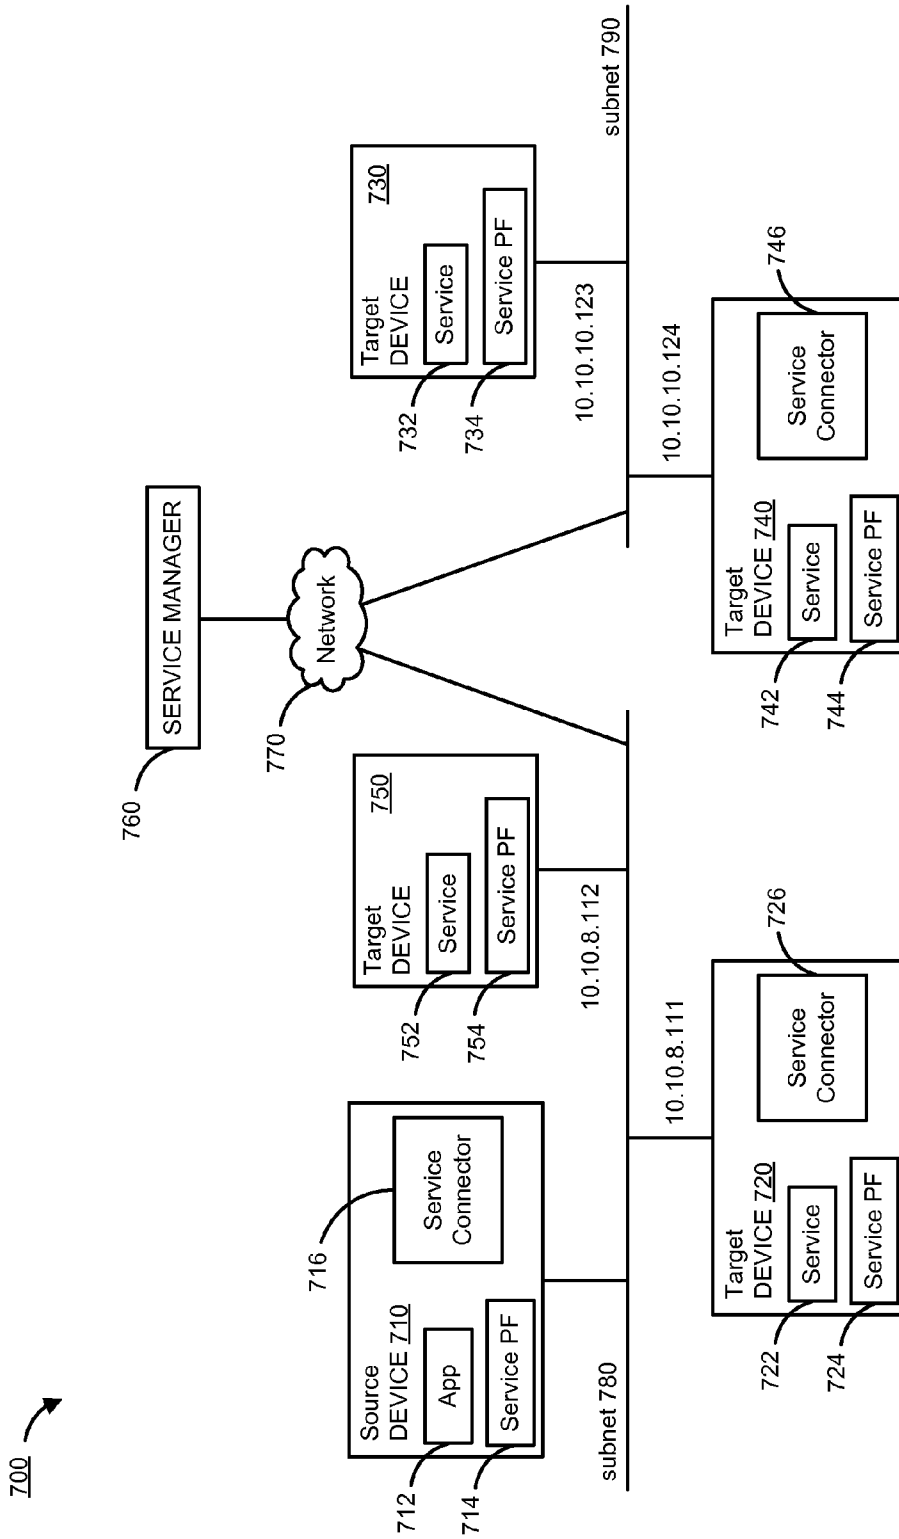 700
760
SERVICE MANAGER
770
Network
Source
DEVICE 710
App
Service PF
Service
Connector
712
714
716
Target
DEVICE
750
Service
Service PF
752
754
10.10.8.112
Target
DEVICE
730
Service
Service PF
732
734
10.10.10.123
subnet 780
subnet 790
10.10.8.111
Target
DEVICE 720
Service
Service PF
Service
Connector
722
724
726
10.10.10.124
Target
DEVICE 740
Service
Service PF
Service
Connector
742
744
746